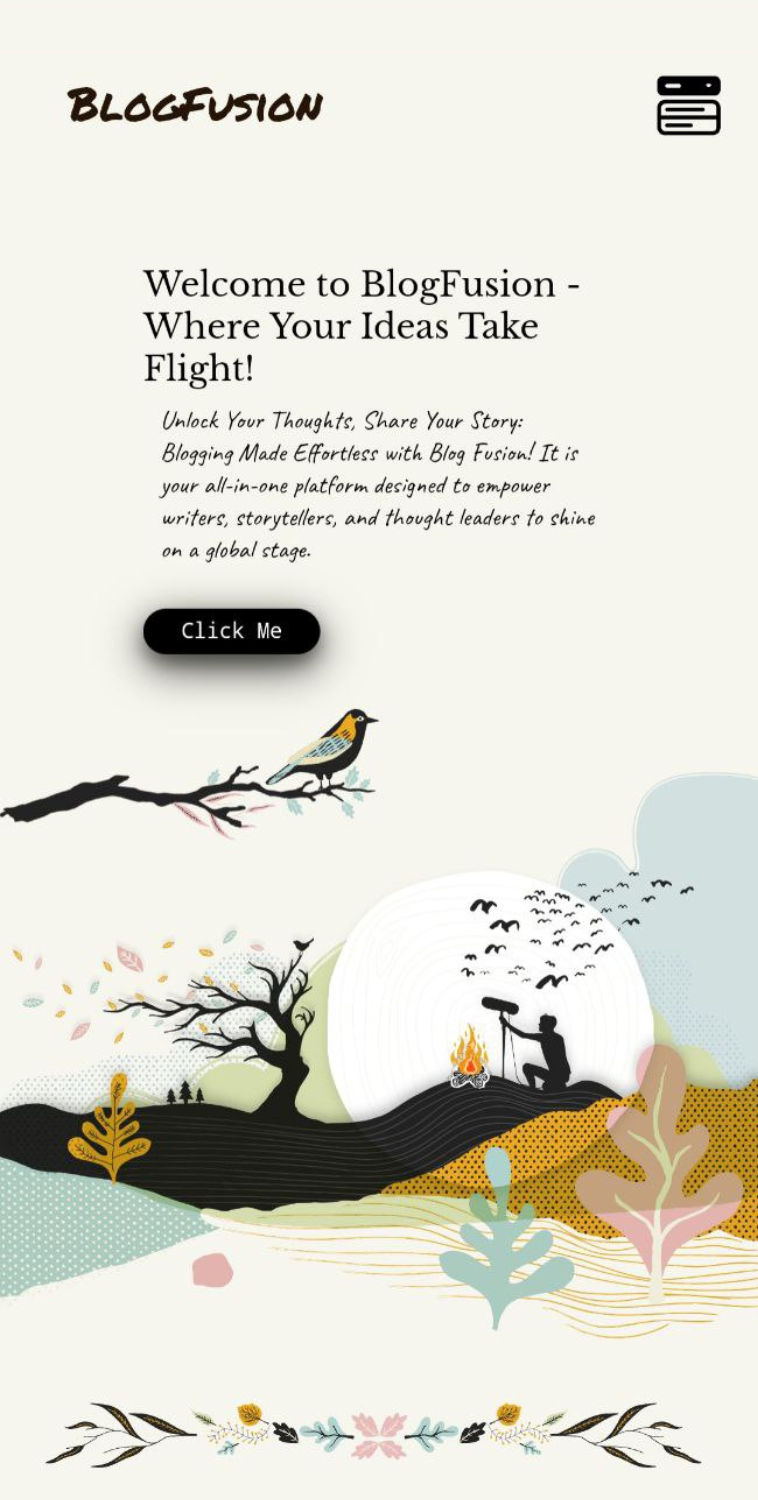 BLOGFUSION
Welcome to BlogFusion -
Where Your Ideas Take
Flight!
Unlock Your Thoughts, Share Your Story:
Blogging Made Effortless with Blog Fusion! It is
your all-in-one platform designed to empower
writers, storytellers, and thought leaders to shine
on a global stage.
Click Me